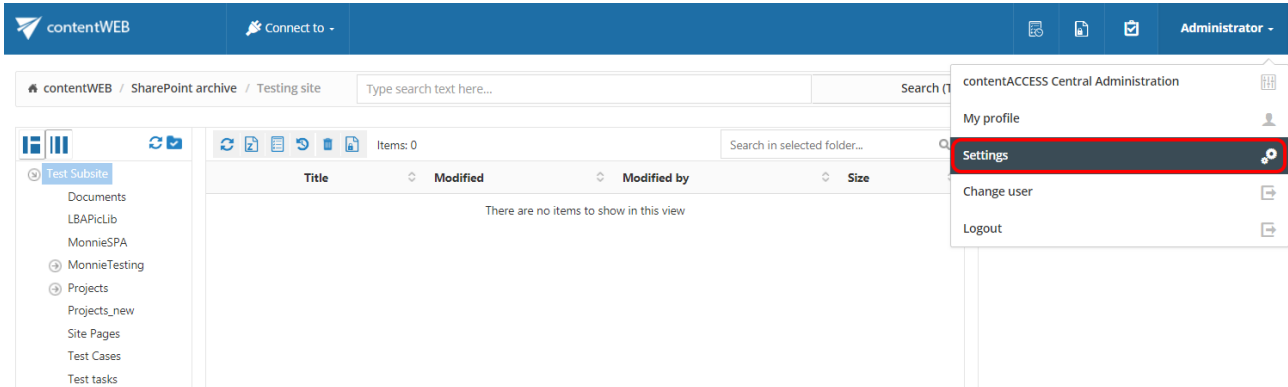 contentWEB
Connect to
Administrator
contentWEB / SharePoint archive / Testing site
Type search text here...
Search (T
contentACCESS Central Administration
My profile
Settings
Change user
Logout
Items: 0
Search in selected folder...
Title Modified Modified by Size
There are no items to show in this view
Test Subsite
Documents
LBAPicLib
MonnieSPA
MonnieTesting
Projects
Projects_new
Site Pages
Test Cases
Test tasks